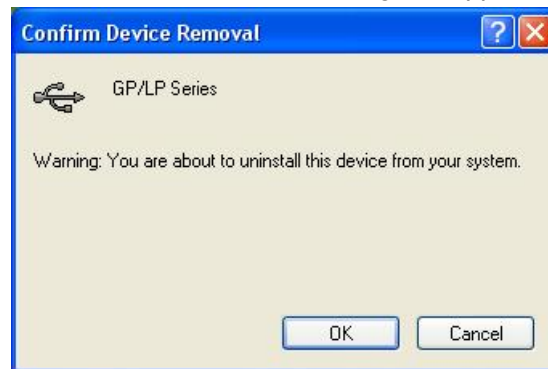 Confirm Device Removal
GP/LP Series
Warning: You are about to uninstall this device from your system.
OK Cancel